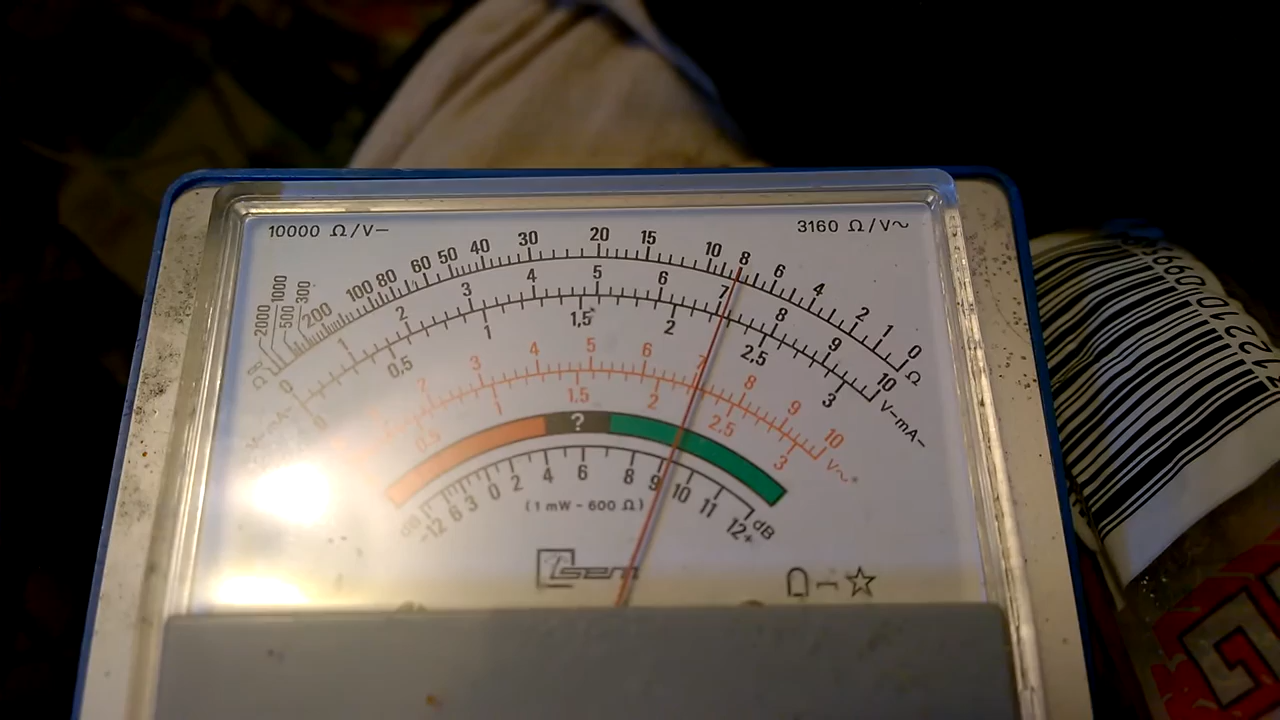 10000 Ω/V⎓
3160 Ω/V∿
2000 1000 500 300 200 100 80 60 50 40 30 20 15 10 8 6 4 2 1 0 Ω
0 1 2 3 4 5 6 7 8 9 10
0,5 1 1,5 2 2,5 3 V⎓mA⎓
0 2 3 4 5 6 7 8 9 10
0,5 1 1,5 2 2,5 3 V∿
?
dB -12 6 3 0 2 4 6 8 9 10 11 12+ dB
(1mW - 600 Ω)
ISEM